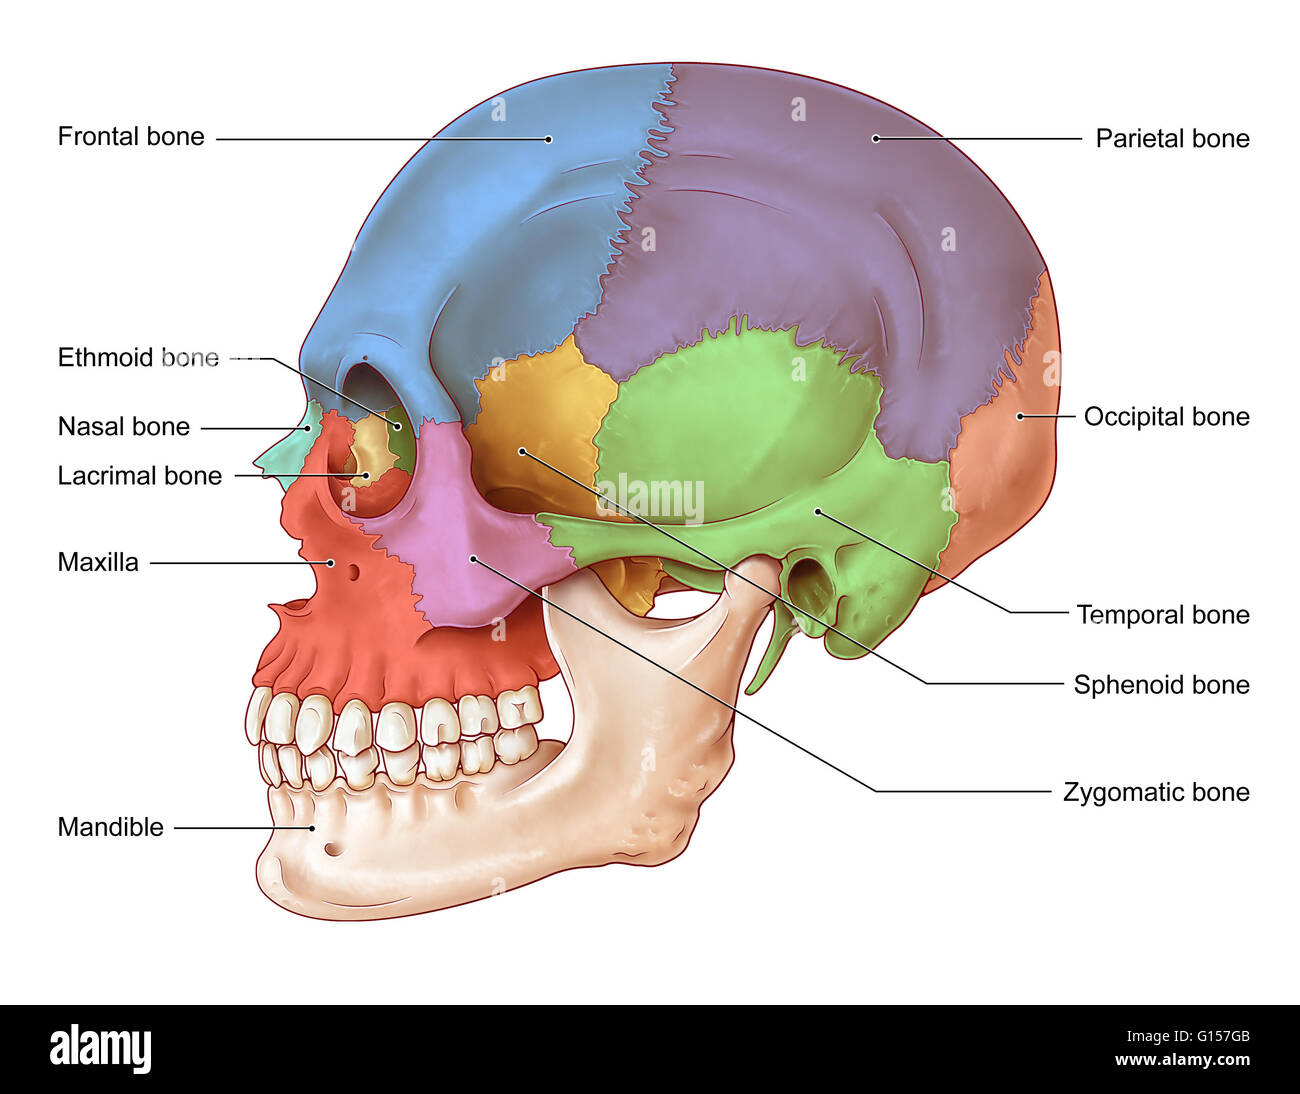 Frontal bone
Parietal bone
Ethmoid bone
Nasal bone
Occipital bone
Lacrimal bone
Maxilla
Temporal bone
Sphenoid bone
Zygomatic bone
Mandible
a
a
a
a
a
a
alamy
alamy
Image ID: G157GB
www.alamy.com